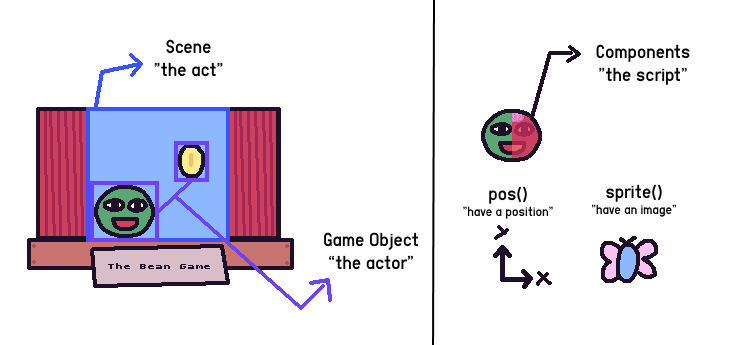 Scene
"the act"
The Bean Game
Game Object
"the actor"
Components
"the script"
pos()
"have a position"
sprite()
"have an image"
y
x